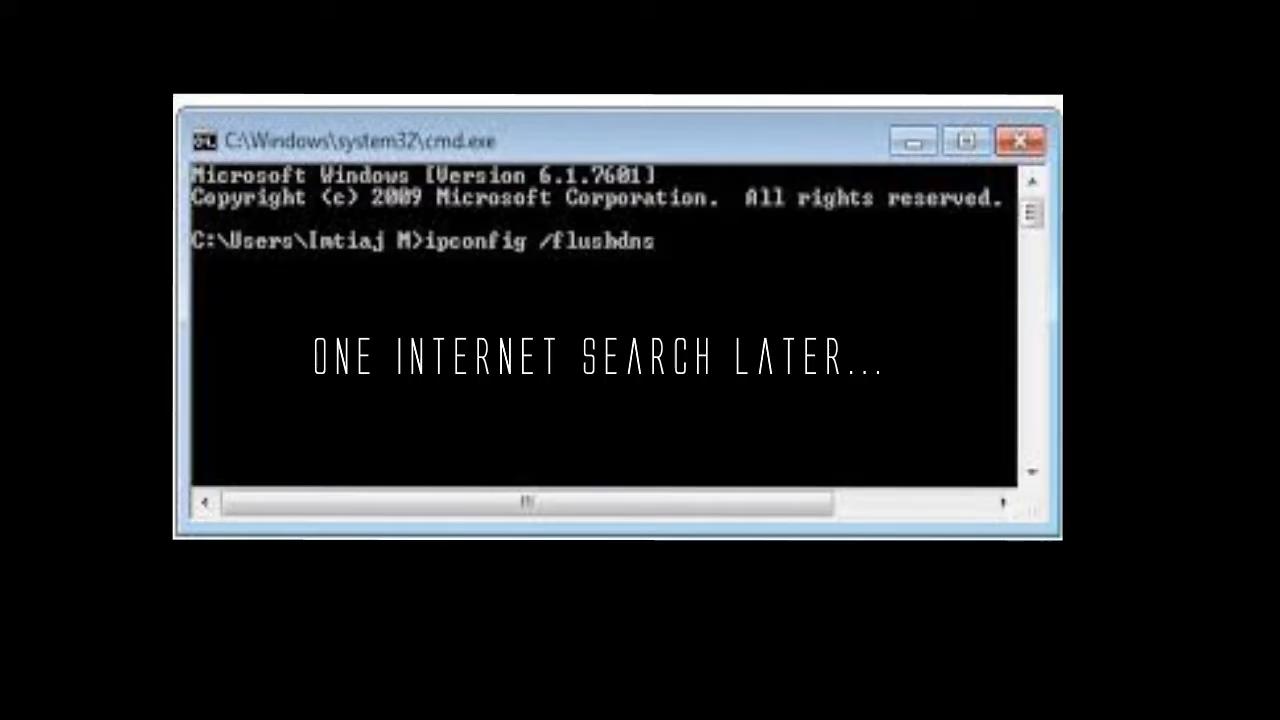 C:\Windows\system32\cmd.exe
Microsoft Windows [Version 6.1.7601]
Copyright (c) 2009 Microsoft Corporation.  All rights reserved.
C:\Users\Imtiaj M>ipconfig /flushdns
ONE INTERNET SEARCH LATER...